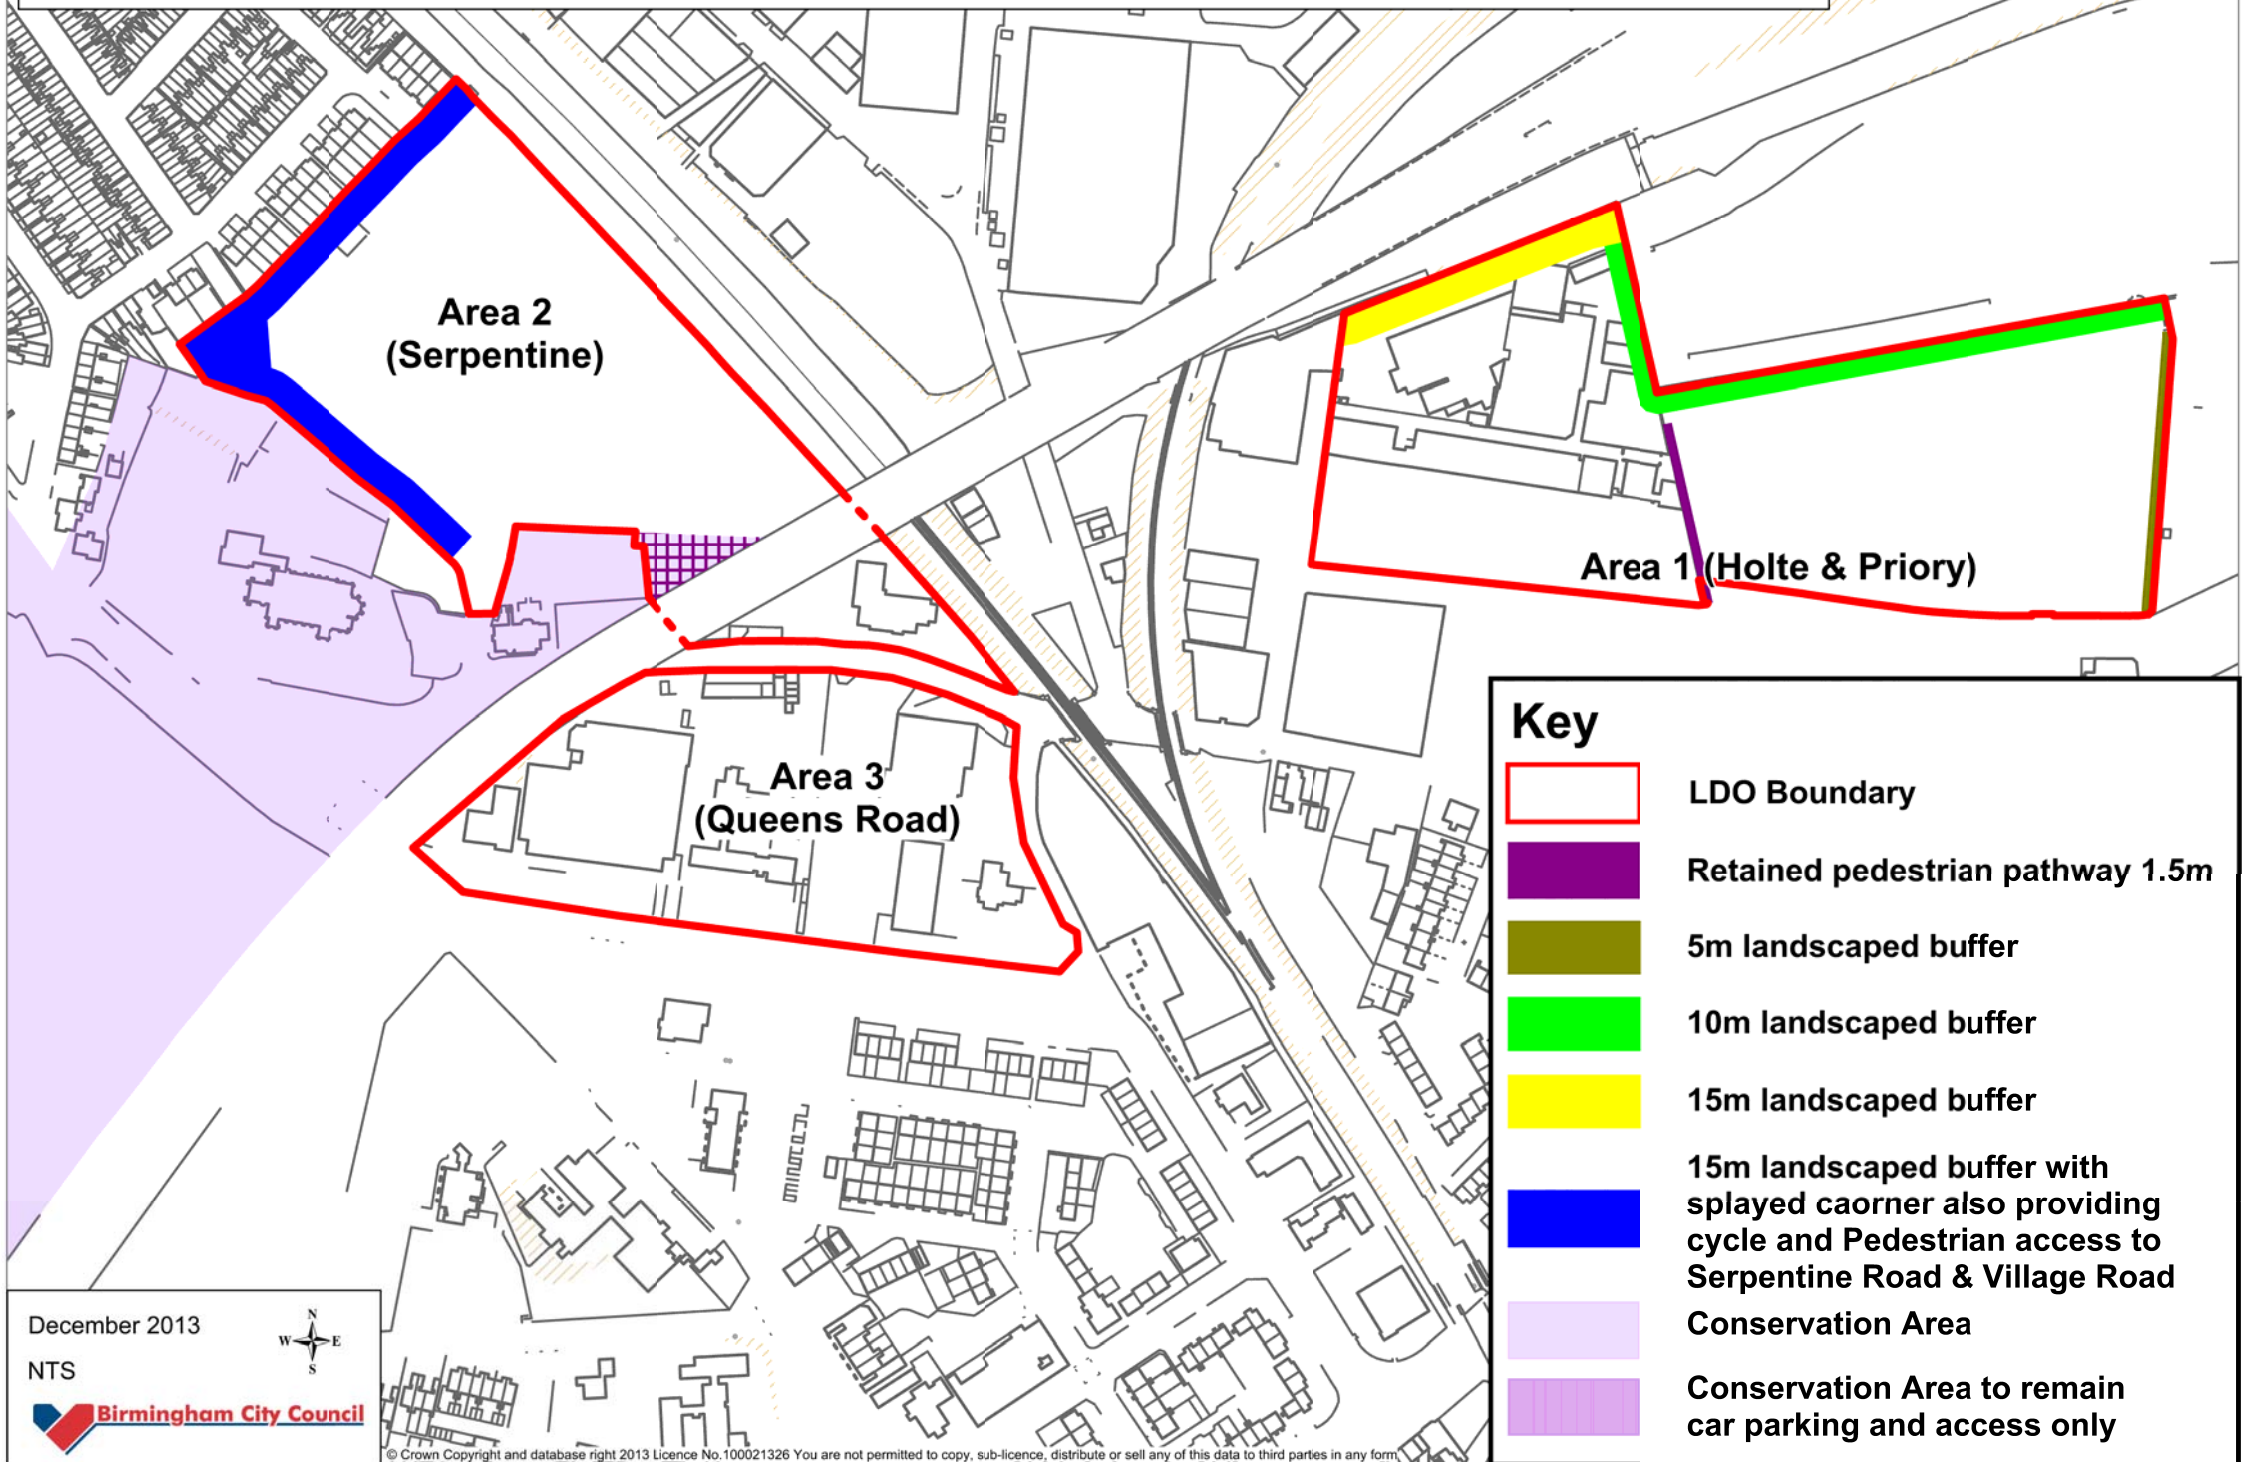 Area 2
(Serpentine)
Area 1 (Holte & Priory)
Area 3
(Queens Road)
Key
LDO Boundary
Retained pedestrian pathway 1.5m
5m landscaped buffer
10m landscaped buffer
15m landscaped buffer
15m landscaped buffer with
splayed caorner also providing
cycle and Pedestrian access to
Serpentine Road & Village Road
Conservation Area
Conservation Area to remain
car parking and access only
December 2013
NTS
N
W E
S
Birmingham City Council
© Crown Copyright and database right 2013 Licence No.100021326 You are not permitted to copy, sub-licence, distribute or sell any of this data to third parties in any form